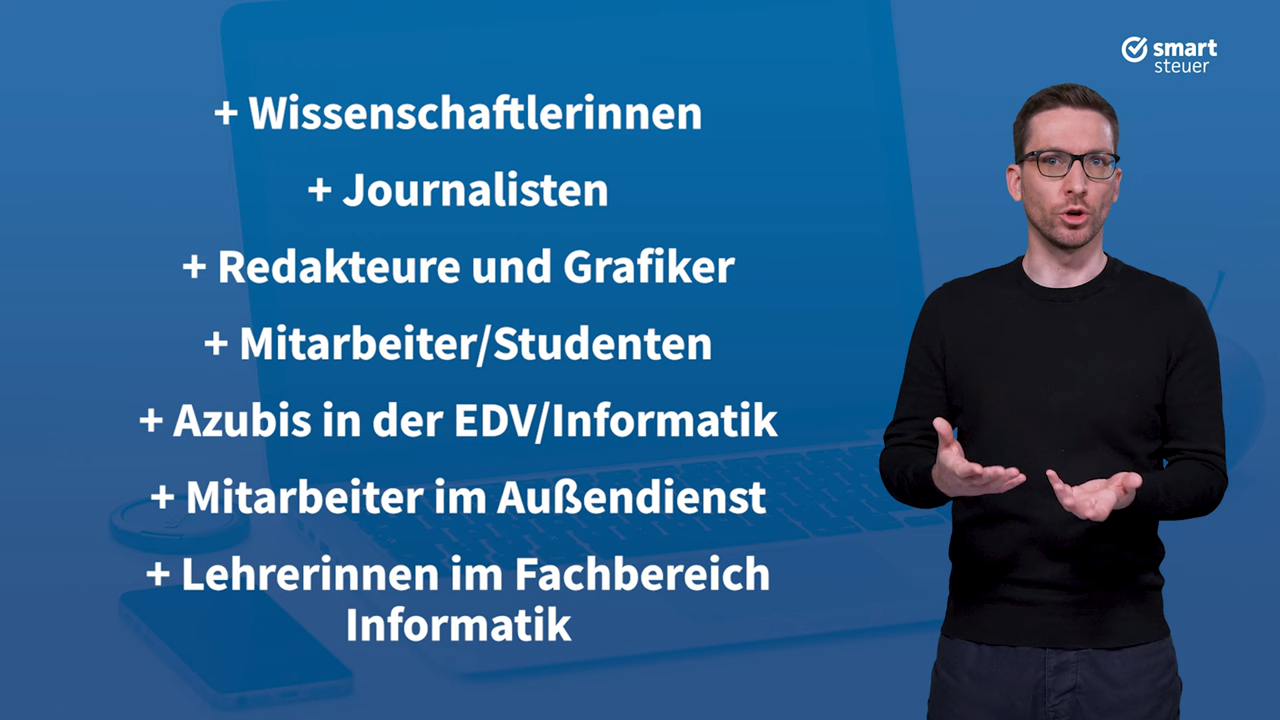 smart
steuer
+ Wissenschaftlerinnen
+ Journalisten
+ Redakteure und Grafiker
+ Mitarbeiter/Studenten
+ Azubis in der EDV/Informatik
+ Mitarbeiter im Außendienst
+ Lehrerinnen im Fachbereich
Informatik